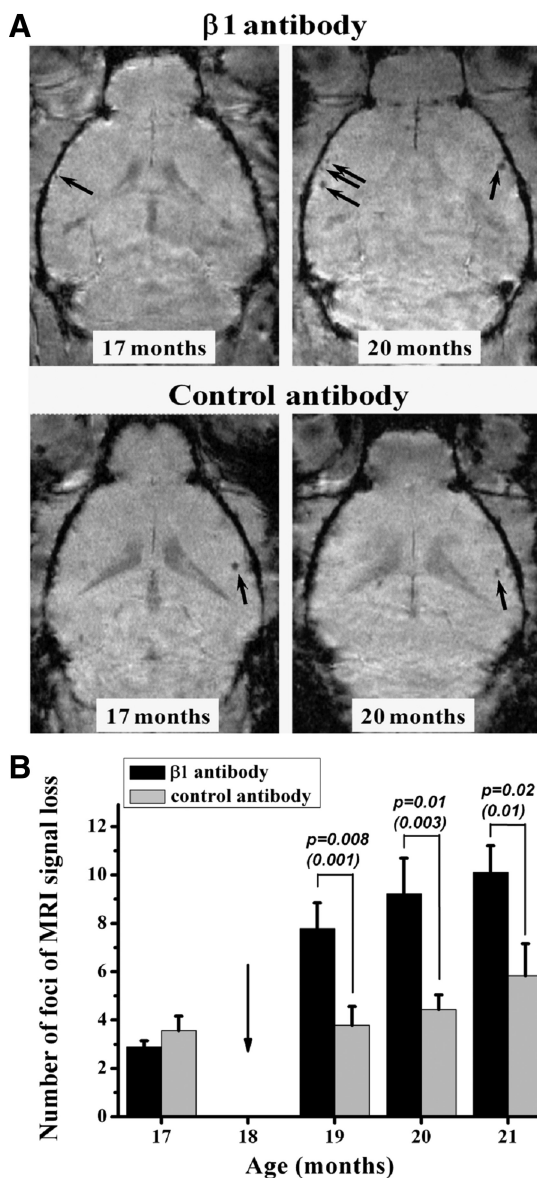 A
β1 antibody
17 months
20 months
Control antibody
17 months
20 months
B
β1 antibody
control antibody
p=0.008
(0.001)
p=0.01
(0.003)
p=0.02
(0.01)
Number of foci of MRI signal loss
12
10
8
6
4
2
0
17
18
19
20
21
Age (months)